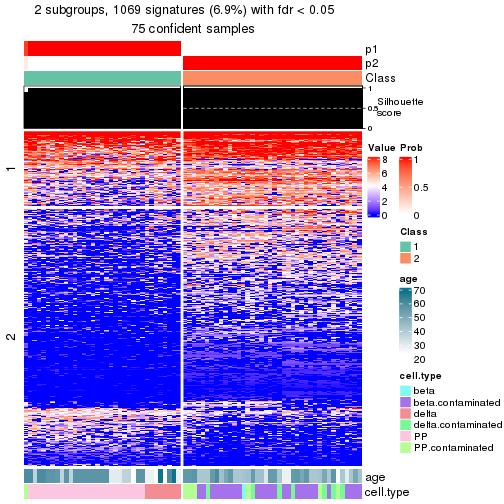 2 subgroups, 1069 signatures (6.9%) with fdr < 0.05
75 confident samples
p1
p2
Class
1
0.5
0
Silhouette
score
1
2
Value
8
6
4
2
0
Prob
1
0.5
0
Class
1
2
age
70
60
50
40
30
20
cell.type
beta
beta.contaminated
delta
delta.contaminated
PP
PP.contaminated
age
cell.type